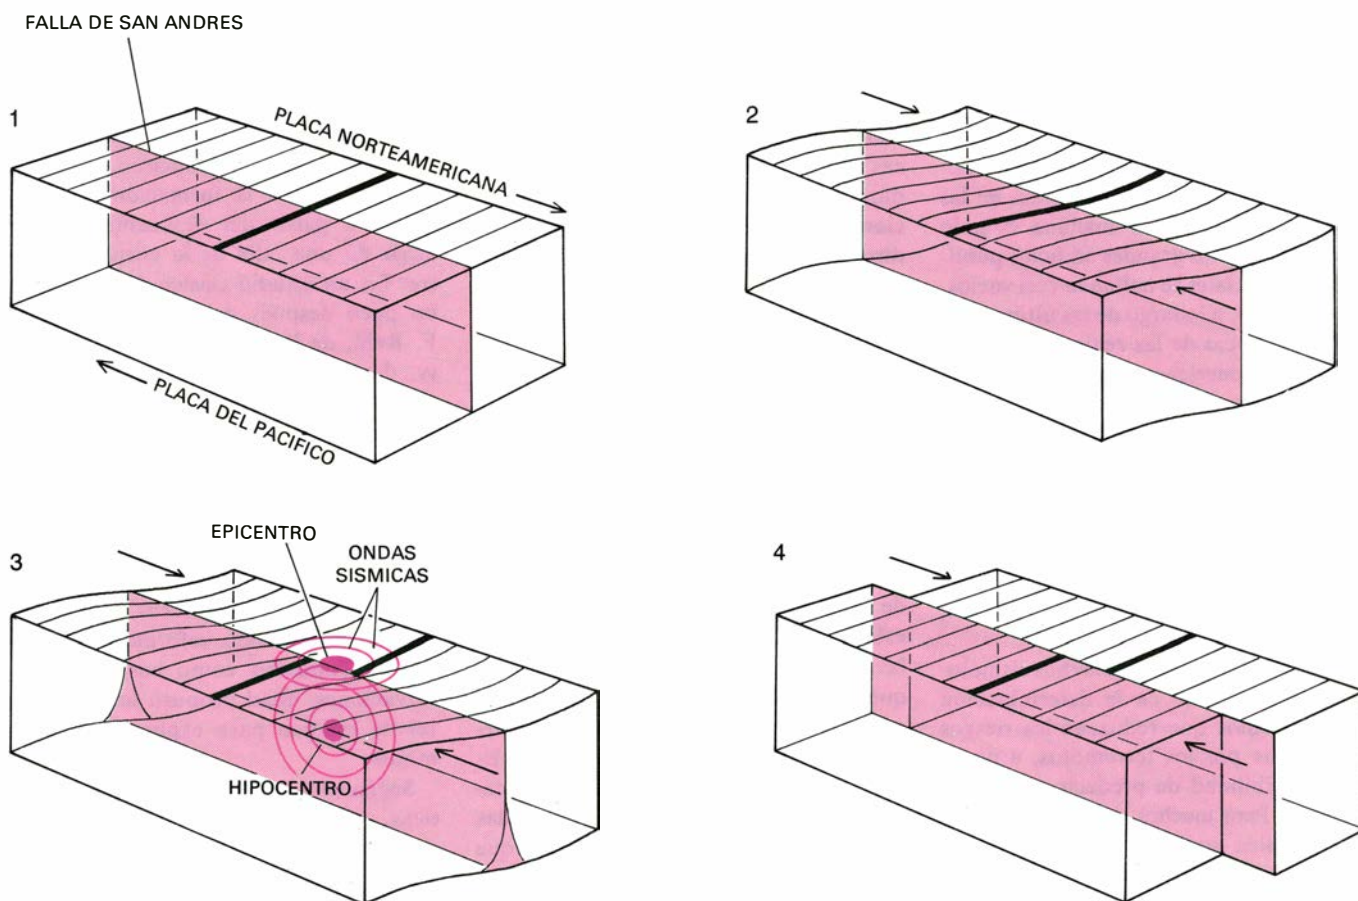 FALLA DE SAN ANDRES
1
PLACA NORTEAMERICANA
PLACA DEL PACIFICO
2
3
EPICENTRO
ONDAS
SISMICAS
HIPOCENTRO
4